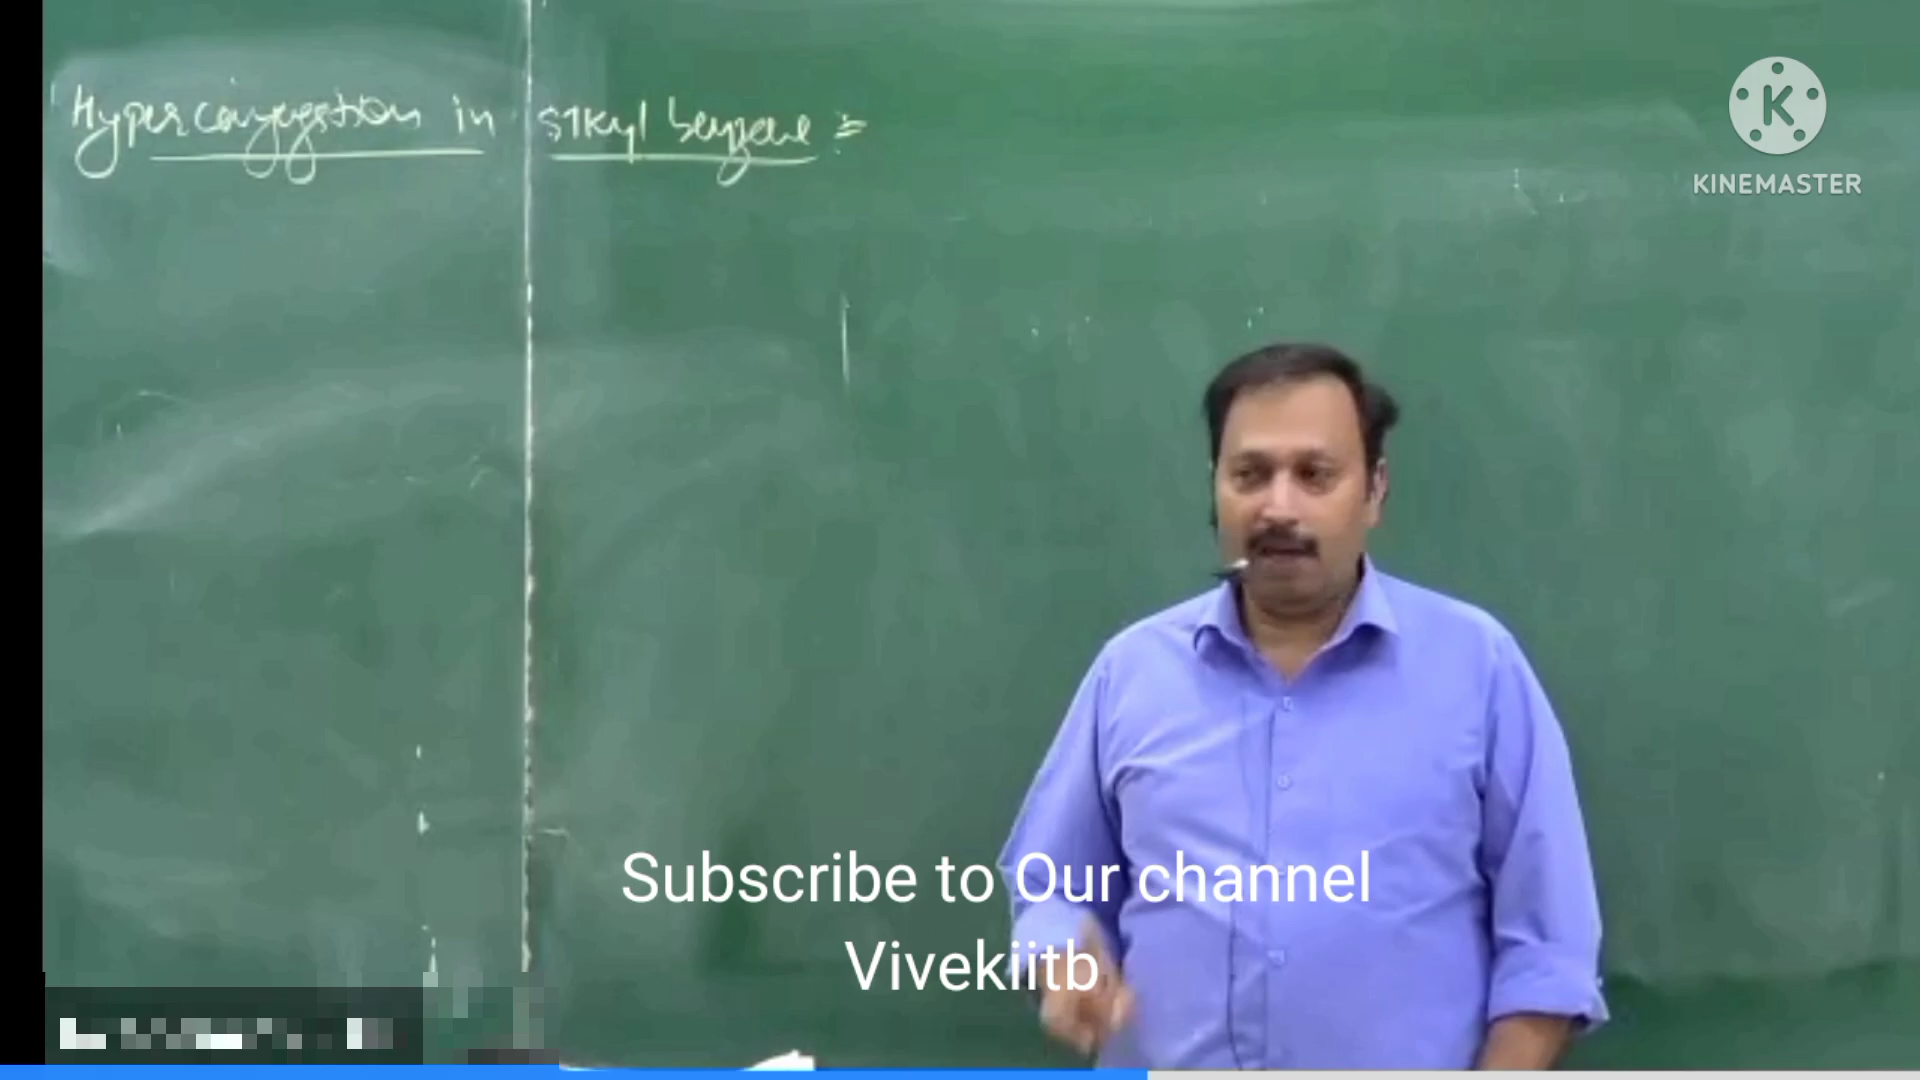 Hyperconjugation in alkyl benzene :=
KINEMASTER
Subscribe to Our channel
Vivekiitb